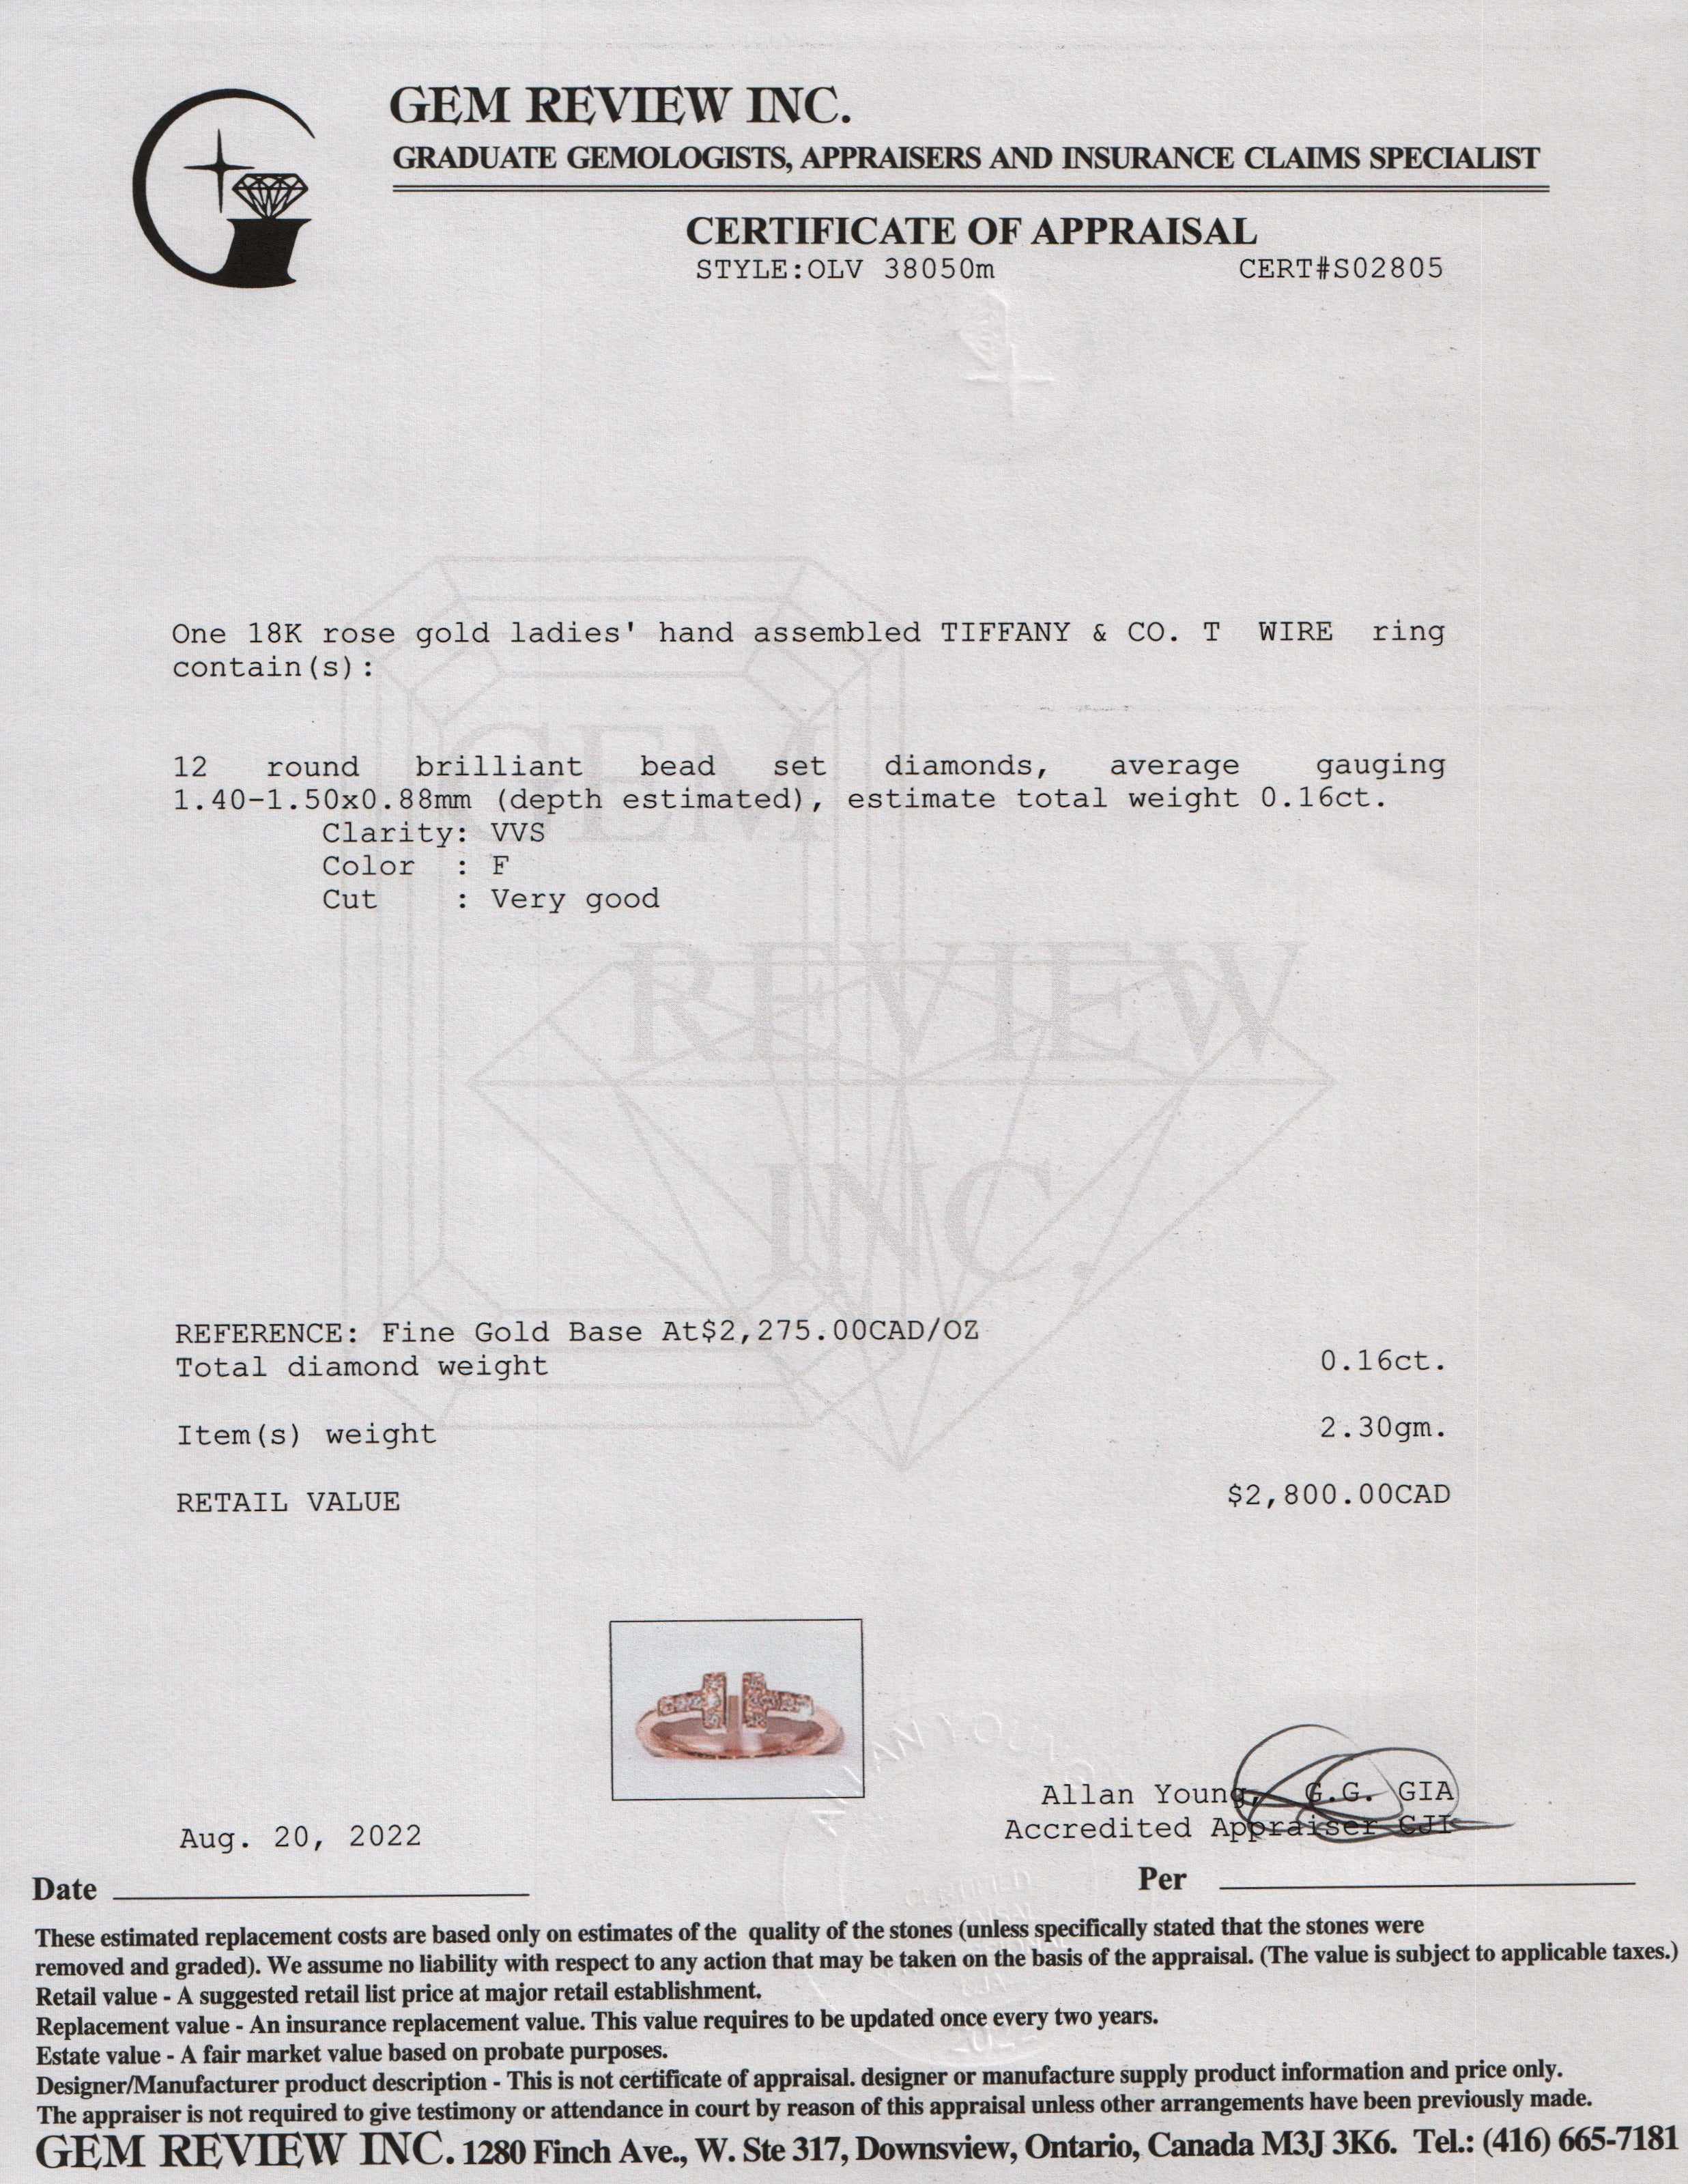 GEM REVIEW INC.
GRADUATE GEMOLOGISTS, APPRAISERS AND INSURANCE CLAIMS SPECIALIST
CERTIFICATE OF APPRAISAL
STYLE:OLV 38050m CERT#S02805
One 18K rose gold ladies' hand assembled TIFFANY & CO. T WIRE ring
contain(s):
12 round brilliant bead set diamonds, average gauging
1.40-1.50x0.88mm (depth estimated), estimate total weight 0.16ct.
Clarity: VVS
Color : F
Cut : Very good
GEM
REVIEW
INC.
REFERENCE: Fine Gold Base At$2,275.00CAD/OZ
Total diamond weight 0.16ct.
Item(s) weight 2.30gm.
RETAIL VALUE $2,800.00CAD
Allan Young, G.G. GIA
Accredited Appraiser CJI
Aug. 20, 2022
Date
Per
These estimated replacement costs are based only on estimates of the quality of the stones (unless specifically stated that the stones were
removed and graded). We assume no liability with respect to any action that may be taken on the basis of the appraisal. (The value is subject to applicable taxes.)
Retail value - A suggested retail list price at major retail establishment.
Replacement value - An insurance replacement value. This value requires to be updated once every two years.
Estate value - A fair market value based on probate purposes.
Designer/Manufacturer product description - This is not certificate of appraisal. designer or manufacture supply product information and price only.
The appraiser is not required to give testimony or attendance in court by reason of this appraisal unless other arrangements have been previously made.
GEM REVIEW INC. 1280 Finch Ave., W. Ste 317, Downsview, Ontario, Canada M3J 3K6. Tel.: (416) 665-7181